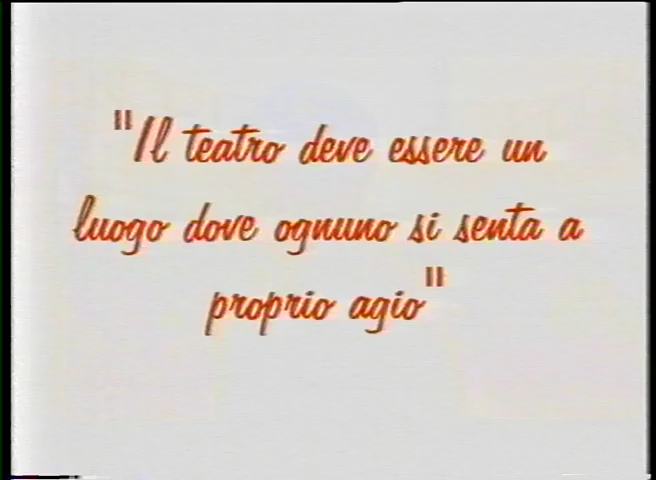 "Il teatro deve essere un
luogo dove ognuno si senta a
proprio agio"